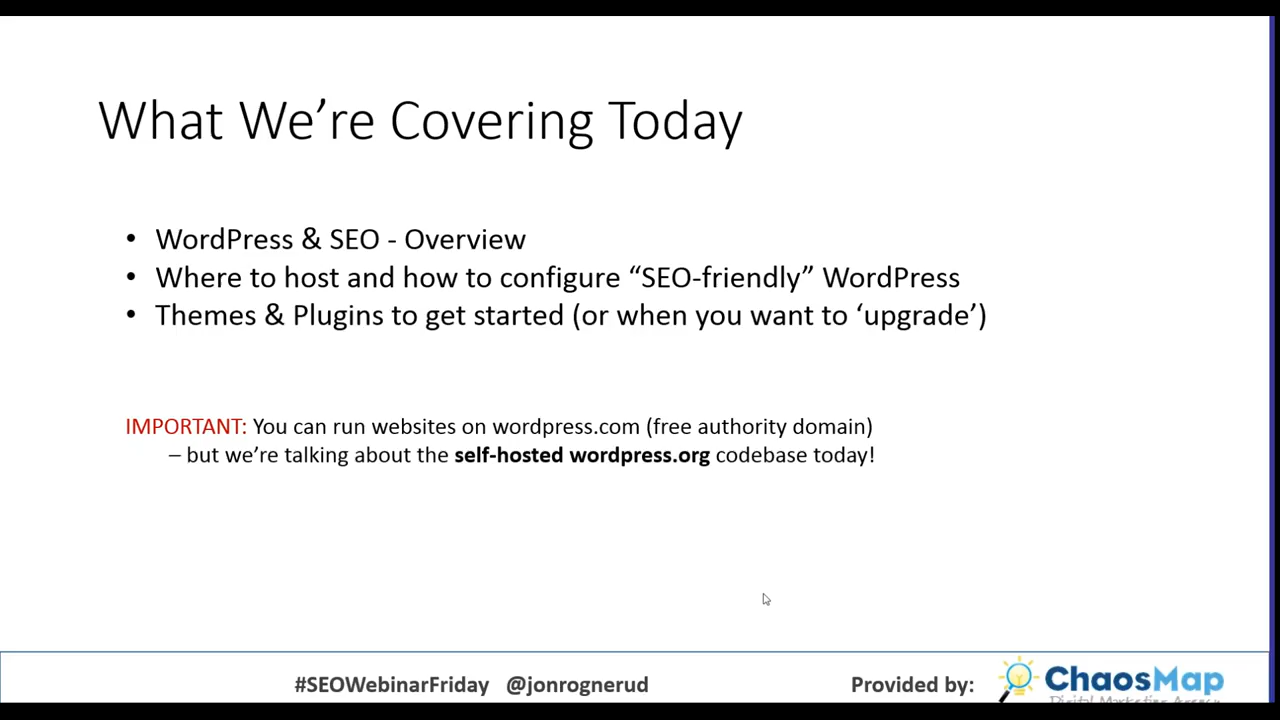 What We’re Covering Today
• WordPress & SEO - Overview
• Where to host and how to configure “SEO-friendly” WordPress
• Themes & Plugins to get started (or when you want to ‘upgrade’)
IMPORTANT: You can run websites on wordpress.com (free authority domain)
– but we’re talking about the self-hosted wordpress.org codebase today!
#SEOWebinarFriday @jonrognerud Provided by: ChaosMap
Digital Marketing Agency